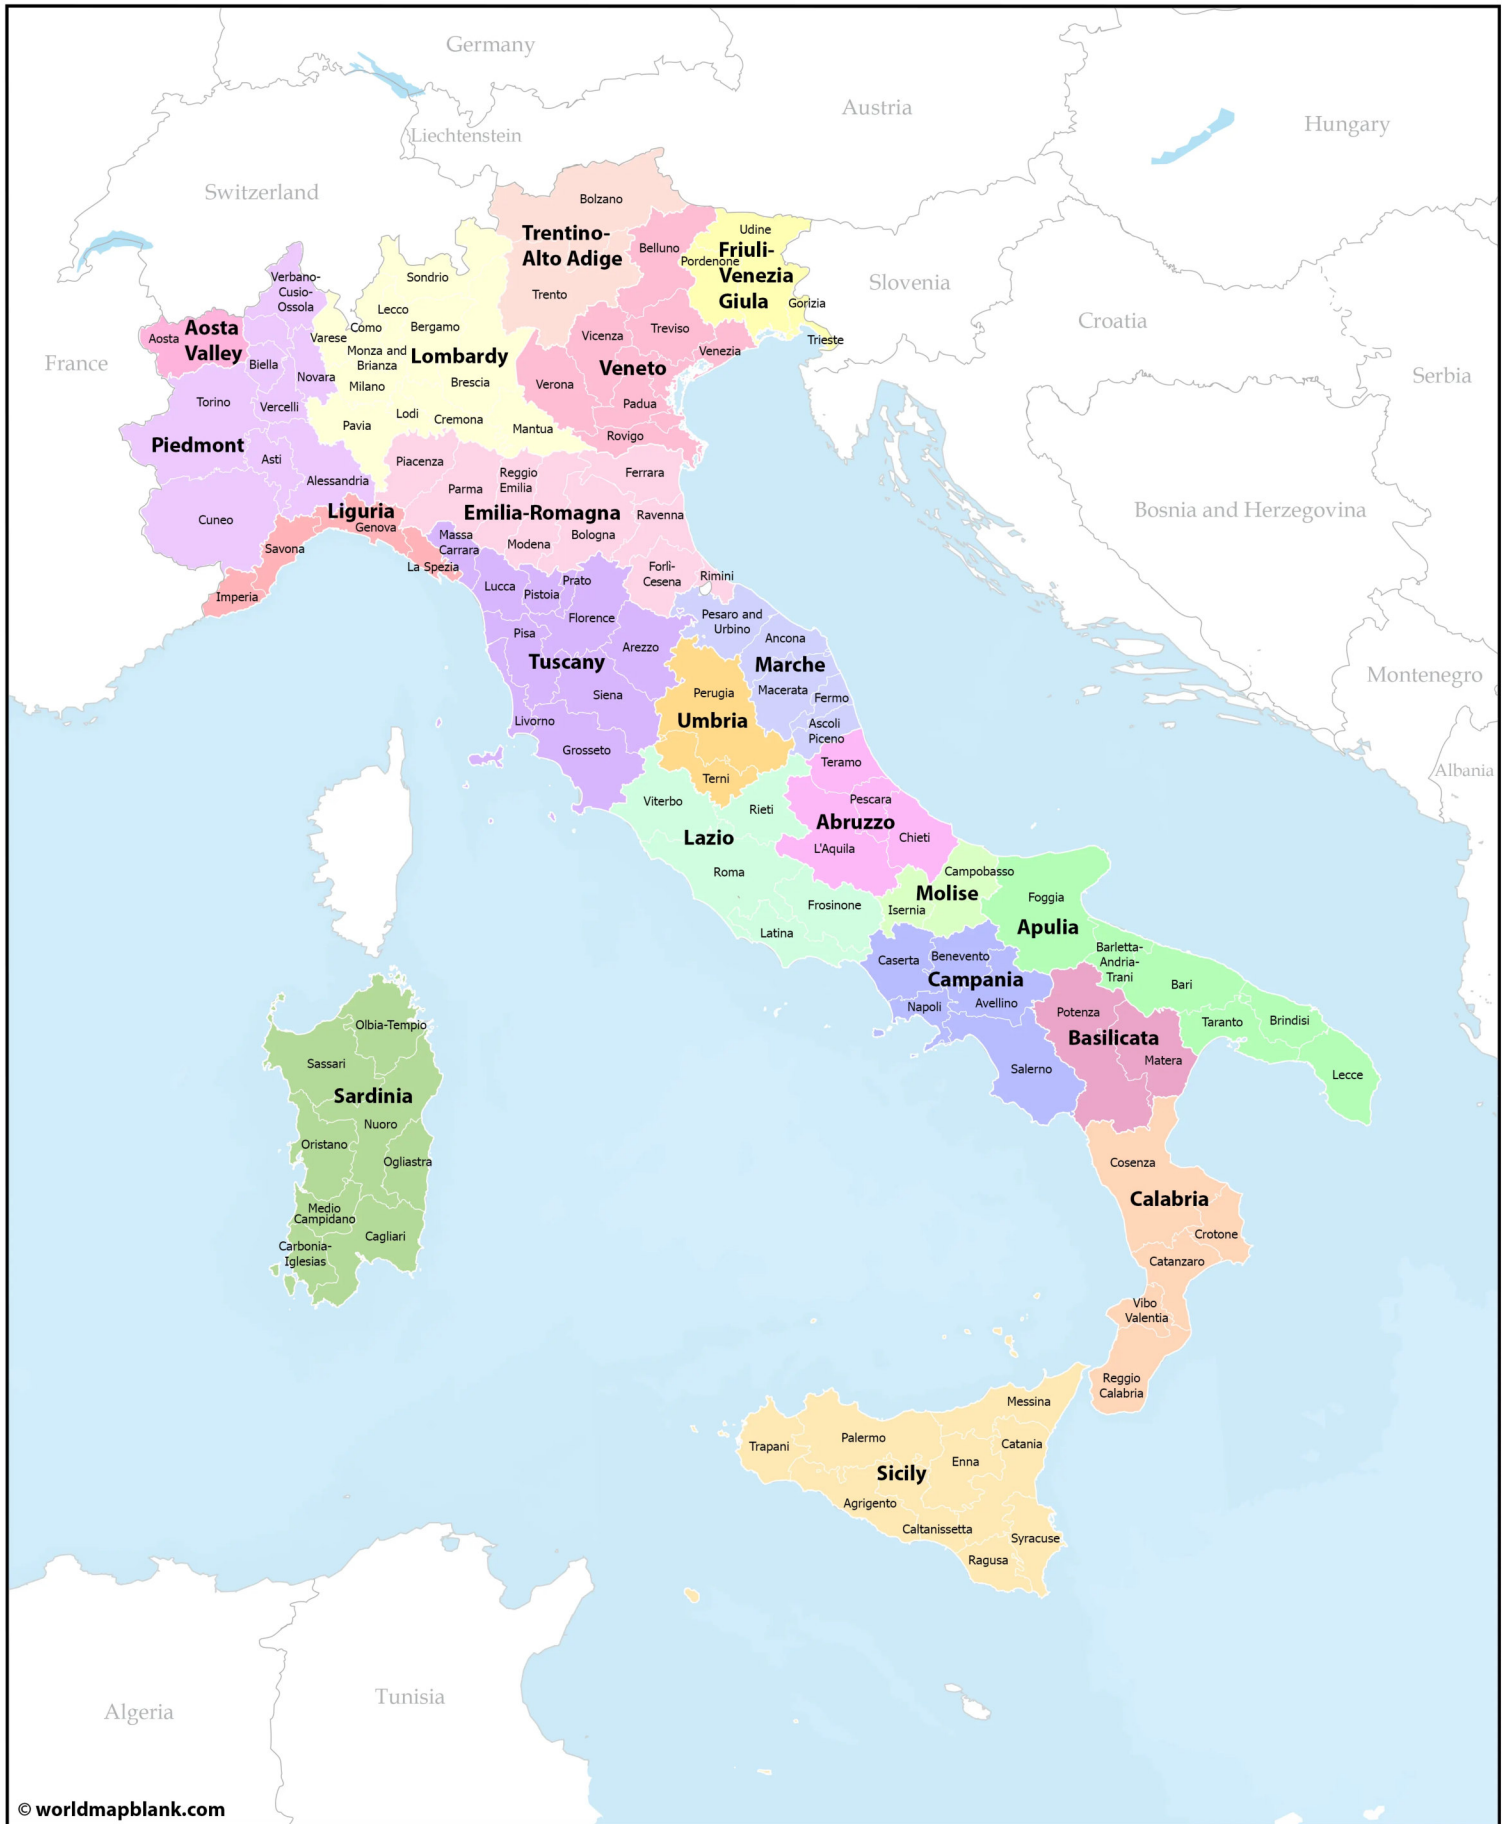 Germany
Austria
Hungary
Liechtenstein
Switzerland
Slovenia
Croatia
Serbia
France
Bosnia and Herzegovina
Montenegro
Albania
Algeria
Tunisia
Bolzano
Trentino-
Alto Adige
Trento
Belluno
Udine
Friuli-
Pordenone
Venezia
Giula
Gorizia
Trieste
Verbano-
Cusio-
Ossola
Aosta
Aosta
Valley
Sondrio
Lecco
Como
Bergamo
Varese
Monza and
Brianza
Lombardy
Milano
Brescia
Lodi
Cremona
Pavia
Mantua
Vicenza
Treviso
Venezia
Veneto
Verona
Padua
Rovigo
Biella
Novara
Torino
Vercelli
Piedmont
Asti
Alessandria
Cuneo
Liguria
Genova
Savona
La Spezia
Imperia
Piacenza
Parma
Reggio
Emilia
Ferrara
Emilia-Romagna
Ravenna
Modena
Bologna
Forlì-
Cesena
Rimini
Massa
Carrara
Lucca
Pistoia
Prato
Florence
Pisa
Arezzo
Tuscany
Siena
Livorno
Grosseto
Pesaro and
Urbino
Ancona
Marche
Macerata
Fermo
Ascoli
Piceno
Perugia
Umbria
Terni
Teramo
Pescara
Abruzzo
Chieti
L'Aquila
Viterbo
Rieti
Lazio
Roma
Frosinone
Latina
Campobasso
Molise
Isernia
Foggia
Apulia
Barletta-
Andria-
Trani
Bari
Taranto
Brindisi
Lecce
Caserta
Benevento
Campania
Napoli
Avellino
Salerno
Potenza
Basilicata
Matera
Cosenza
Calabria
Crotone
Catanzaro
Vibo
Valentia
Reggio
Calabria
Olbia-Tempio
Sassari
Sardinia
Nuoro
Oristano
Ogliastra
Medio
Campidano
Cagliari
Carbonia-
Iglesias
Messina
Palermo
Trapani
Catania
Enna
Sicily
Agrigento
Caltanissetta
Syracuse
Ragusa
© worldmapblank.com